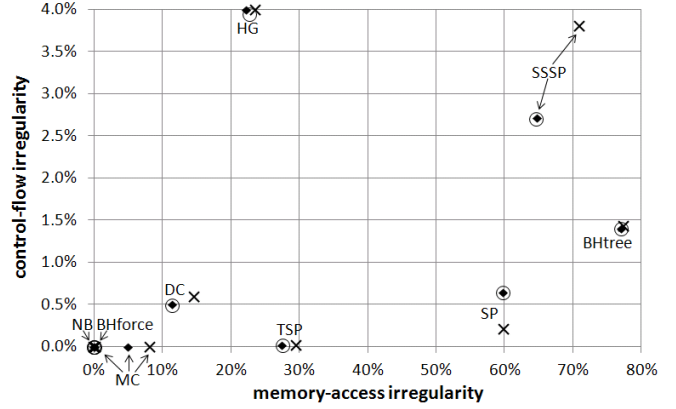 4.0%
HG
3.5%
SSSP
3.0%
2.5%
2.0%
1.5%
BHtree
1.0%
DC
0.5%
SP
NB BHforce
TSP
0.0%
MC
0% 10% 20% 30% 40% 50% 60% 70% 80%
memory-access irregularity
control-flow irregularity